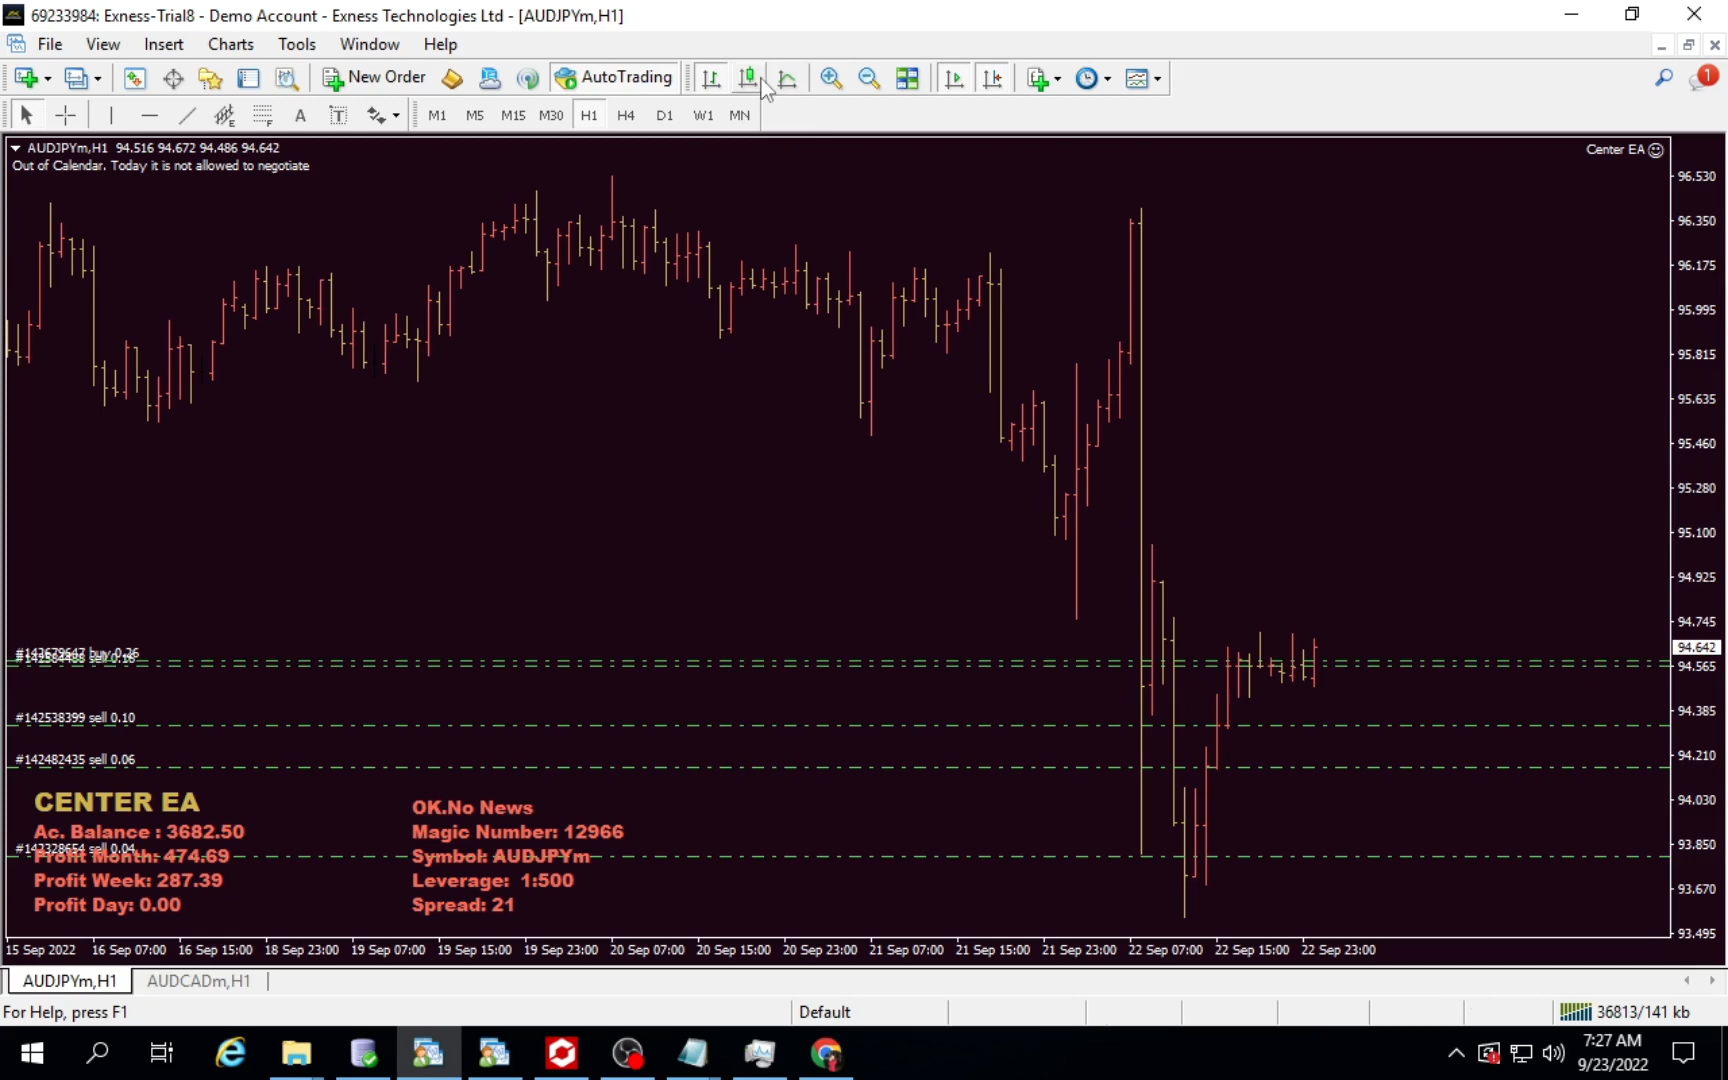 69233984: Exness-Trial8 - Demo Account - Exness Technologies Ltd - [AUDJPYm,H1]
File View Insert Charts Tools Window Help
New Order AutoTrading 1
E F A T M1 M5 M15 M30 H1 H4 D1 W1 MN
AUDJPYm,H1 94.516 94.672 94.486 94.642
Center EA
Out of Calendar. Today it is not allowed to negotiate
96.530
96.350
96.175
95.995
95.815
95.635
95.460
95.280
95.100
94.925
94.745
94.642
94.565
94.385
94.210
94.030
93.850
93.670
93.495
buy 0.26
#142538399 sell 0.10
#142482435 sell 0.06
#142328654 sell 0.04
CENTER EA
Ac. Balance : 3682.50
Profit Month: 474.69
Profit Week: 287.39
Profit Day: 0.00
OK.No News
Magic Number: 12966
Symbol: AUDJPYm
Leverage: 1:500
Spread: 21
15 Sep 2022 16 Sep 07:00 16 Sep 15:00 18 Sep 23:00 19 Sep 07:00 19 Sep 15:00 19 Sep 23:00 20 Sep 07:00 20 Sep 15:00 20 Sep 23:00 21 Sep 07:00 21 Sep 15:00 21 Sep 23:00 22 Sep 07:00 22 Sep 15:00 22 Sep 23:00
AUDJPYm,H1 AUDCADm,H1
For Help, press F1 Default 36813/141 kb
7:27 AM
9/23/2022